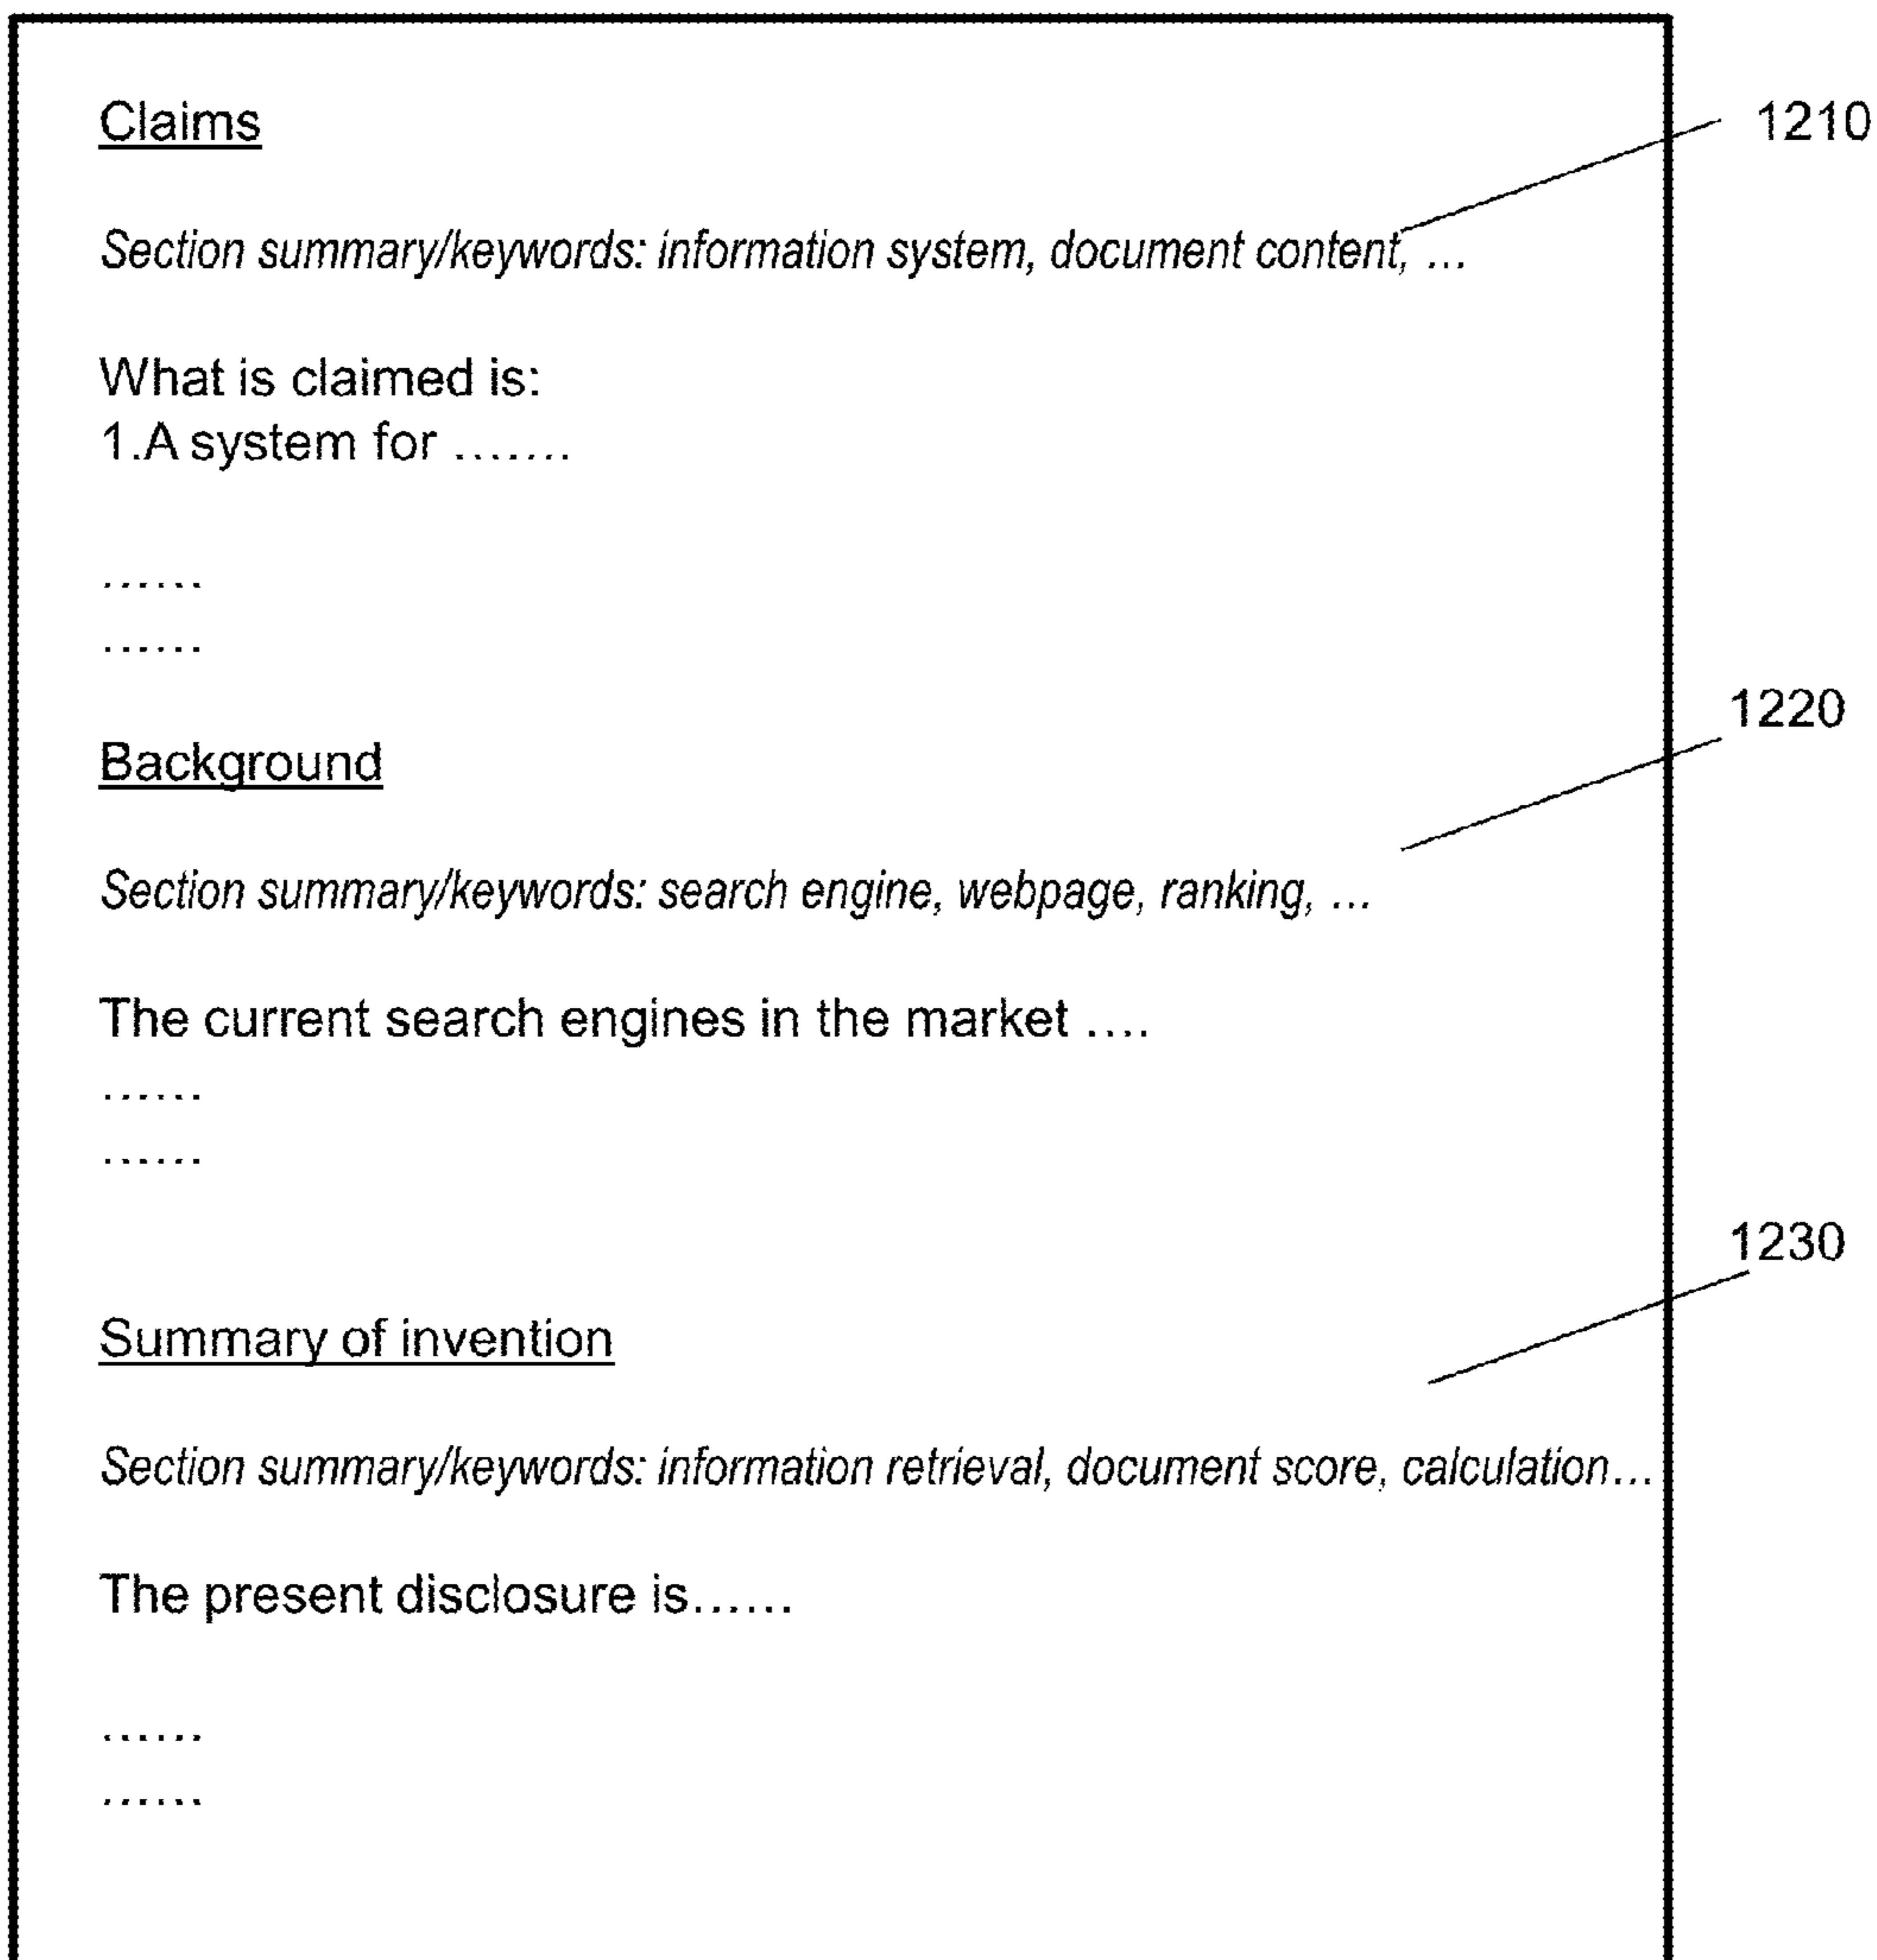 Claims
1210
Section summary/keywords: information system, document content, ...
What is claimed is:
1.A system for .......
......
......
1220
Background
Section summary/keywords: search engine, webpage, ranking, ...
The current search engines in the market ....
......
......
1230
Summary of invention
Section summary/keywords: information retrieval, document score, calculation...
The present disclosure is......
......
......